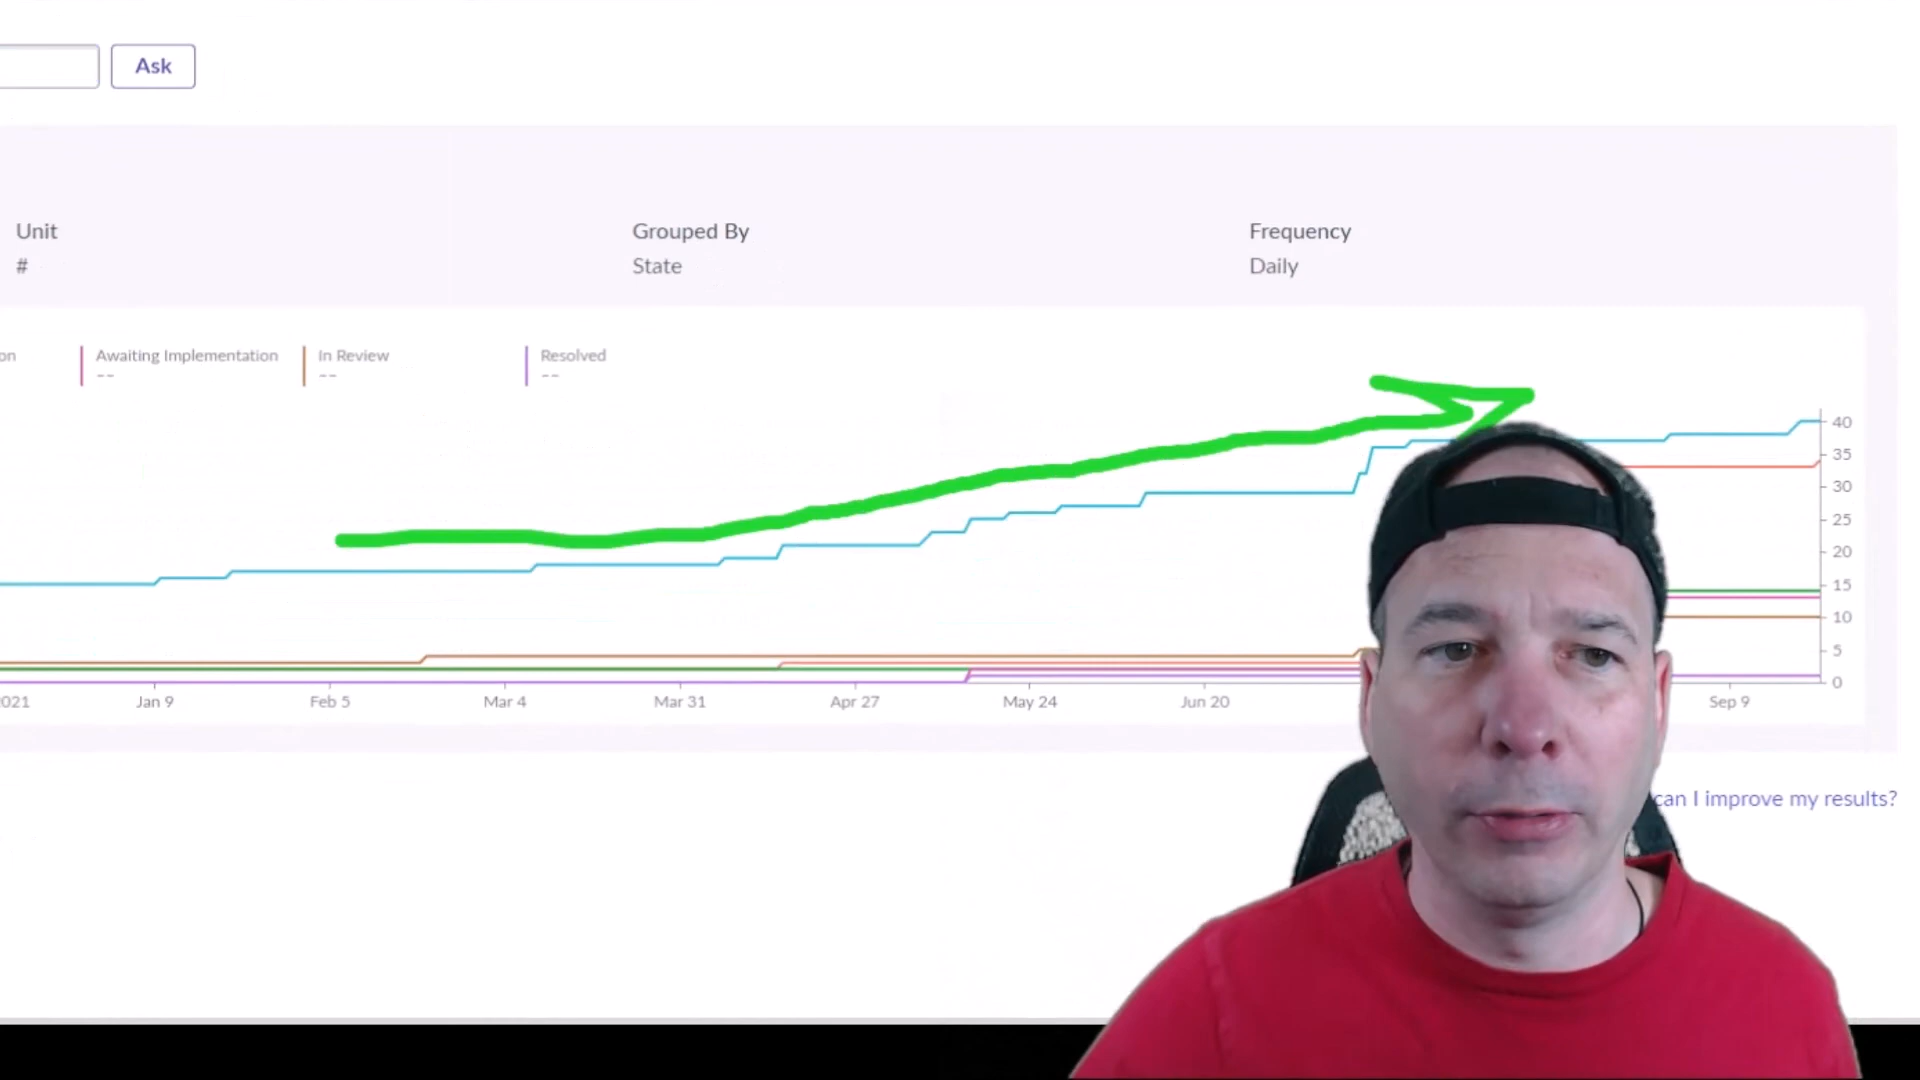 Ask
Unit
Grouped By
Frequency
#
State
Daily
on
Awaiting Implementation
In Review
Resolved
--
--
--
40
35
30
25
20
15
10
5
0
2021
Jan 9
Feb 5
Mar 4
Mar 31
Apr 27
May 24
Jun 20
Sep 9
can I improve my results?